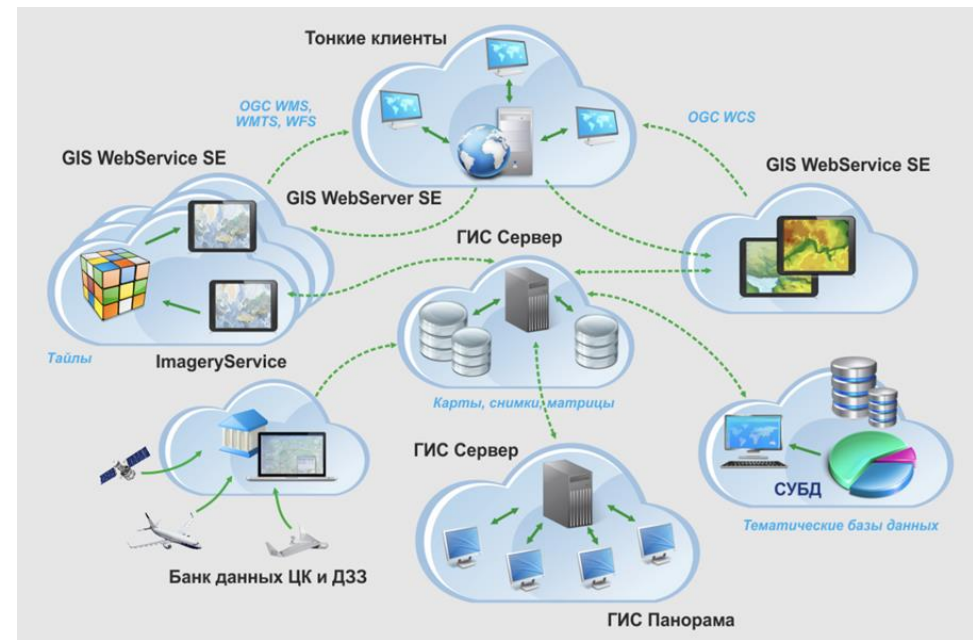 Тонкие клиенты
OGC WMS,
WMTS, WFS
OGC WCS
GIS WebService SE
GIS WebService SE
GIS WebServer SE
ГИС Сервер
Тайлы
ImageryService
Карты, снимки, матрицы
ГИС Сервер
СУБД
Тематические базы данных
Банк данных ЦК и ДЗЗ
ГИС Панорама